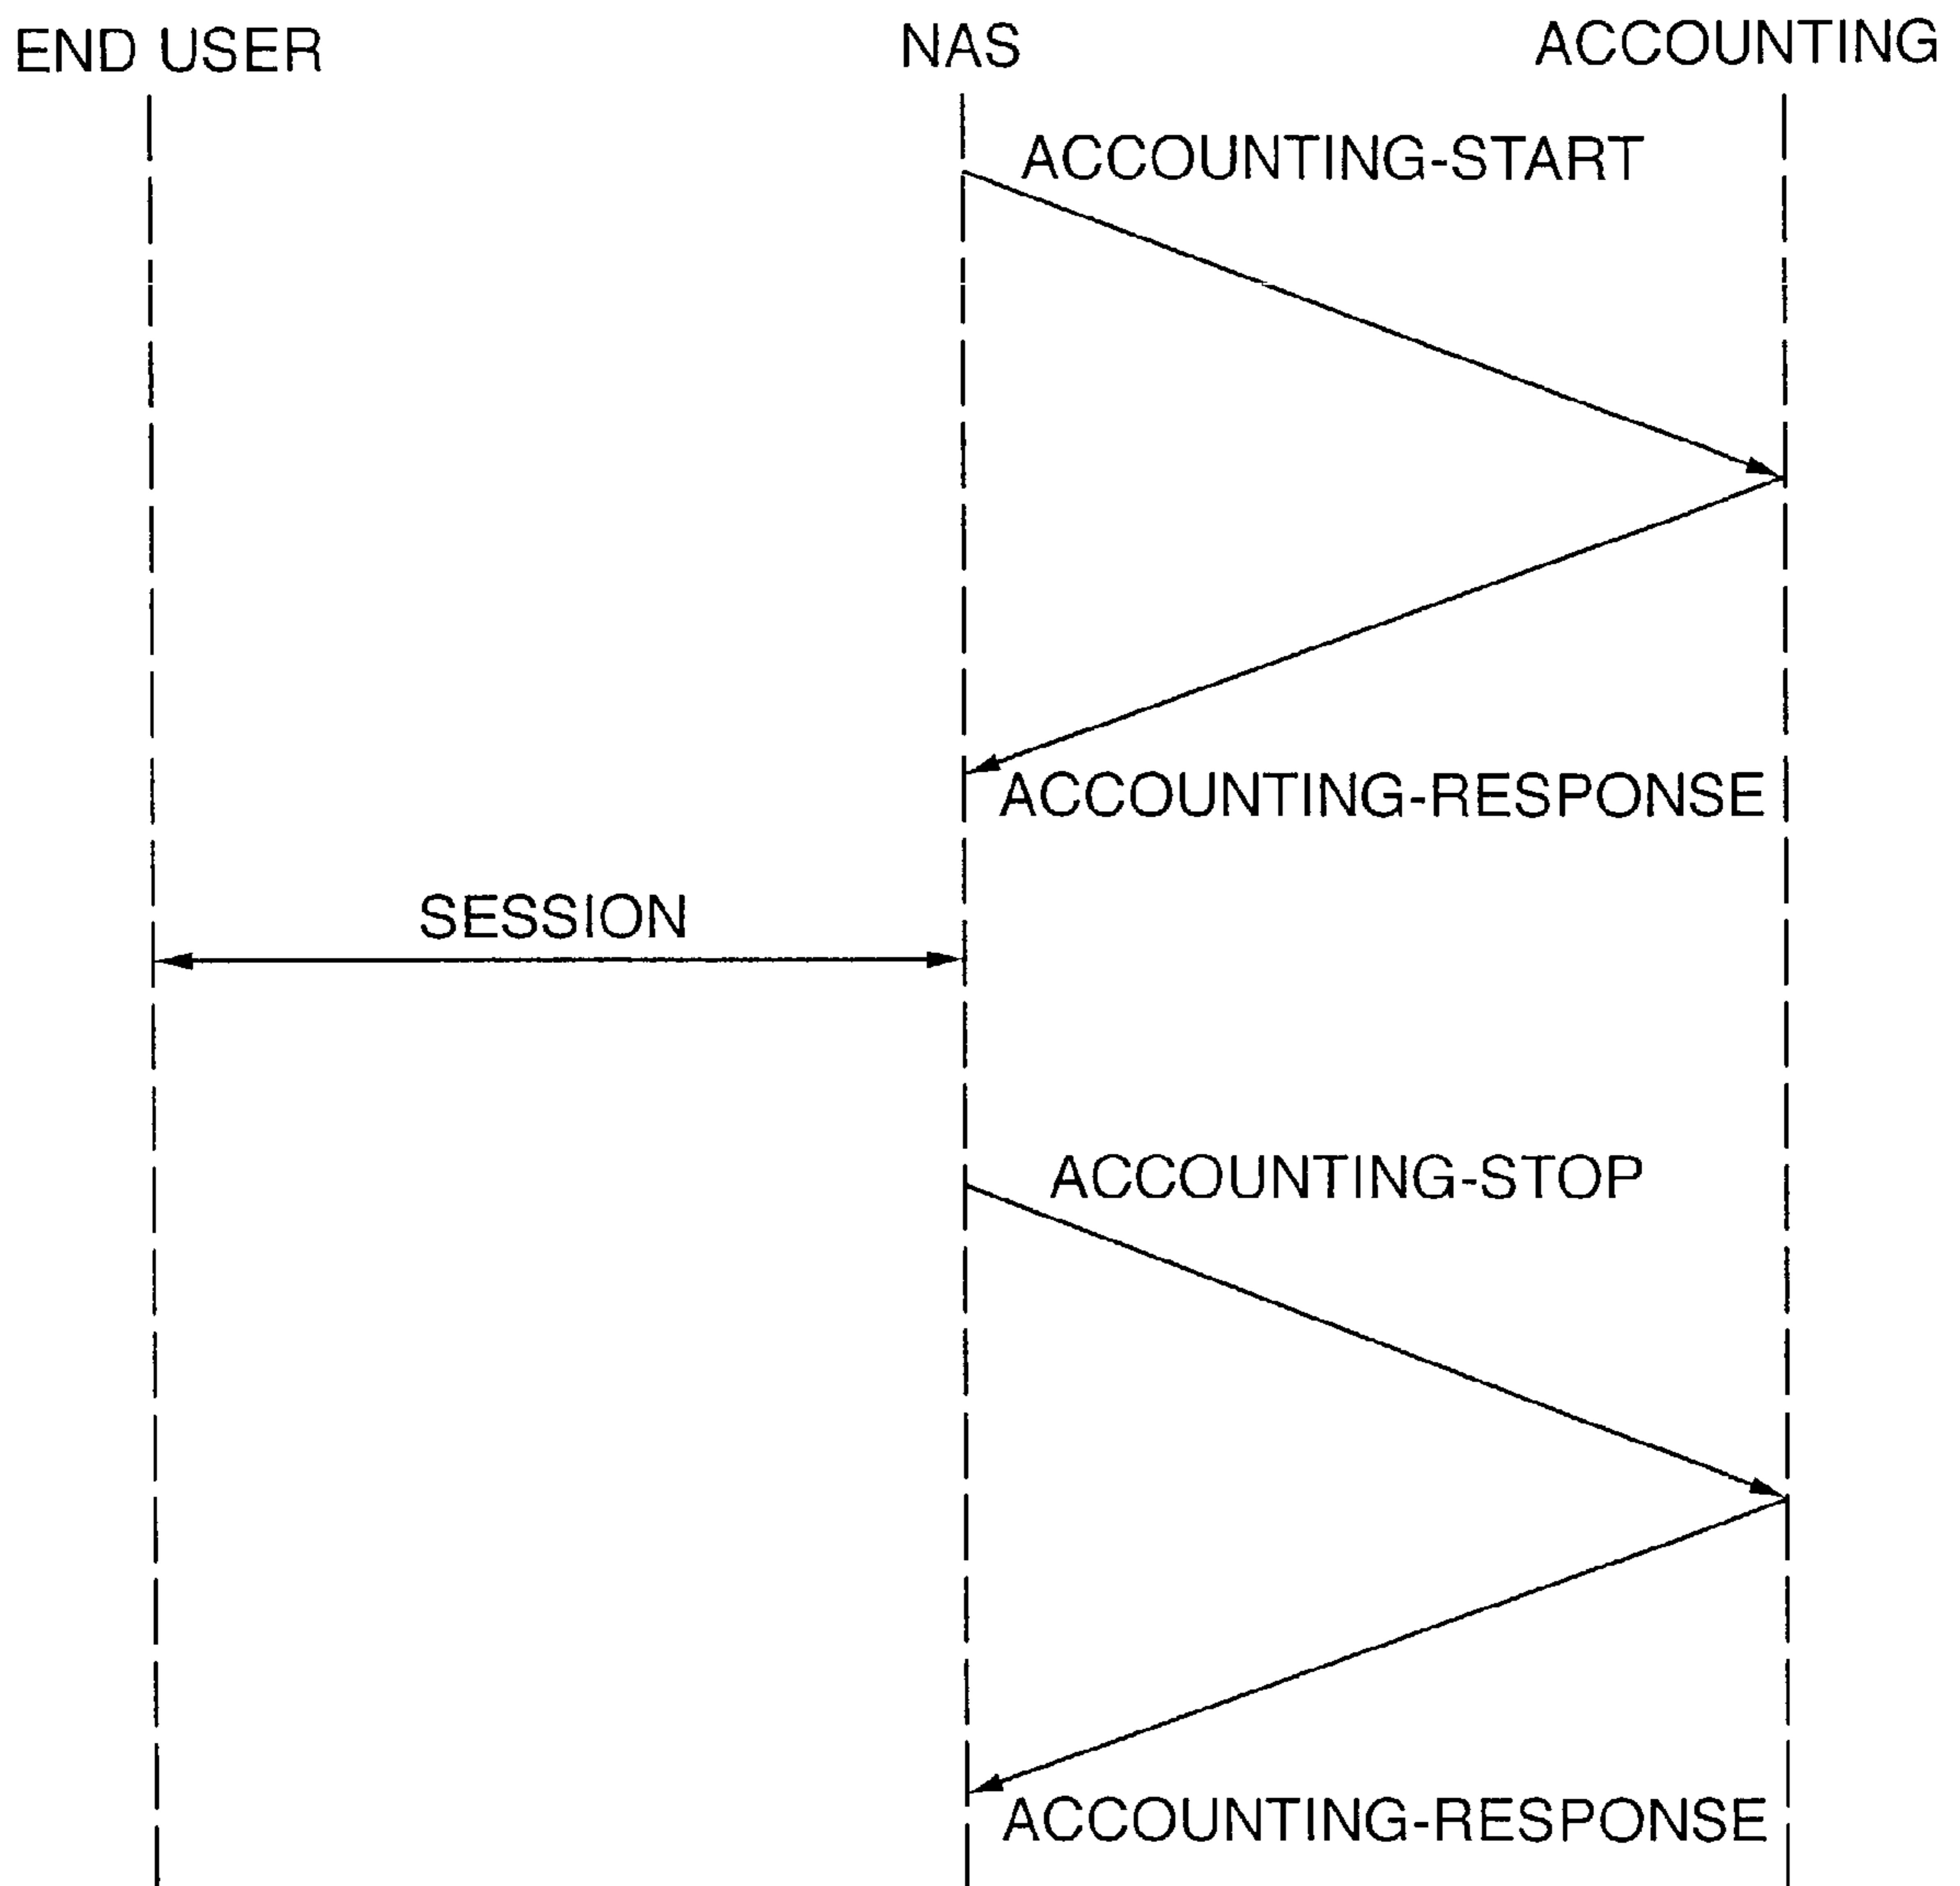 END USER
NAS
ACCOUNTING
ACCOUNTING-START
ACCOUNTING-RESPONSE
SESSION
ACCOUNTING-STOP
ACCOUNTING-RESPONSE